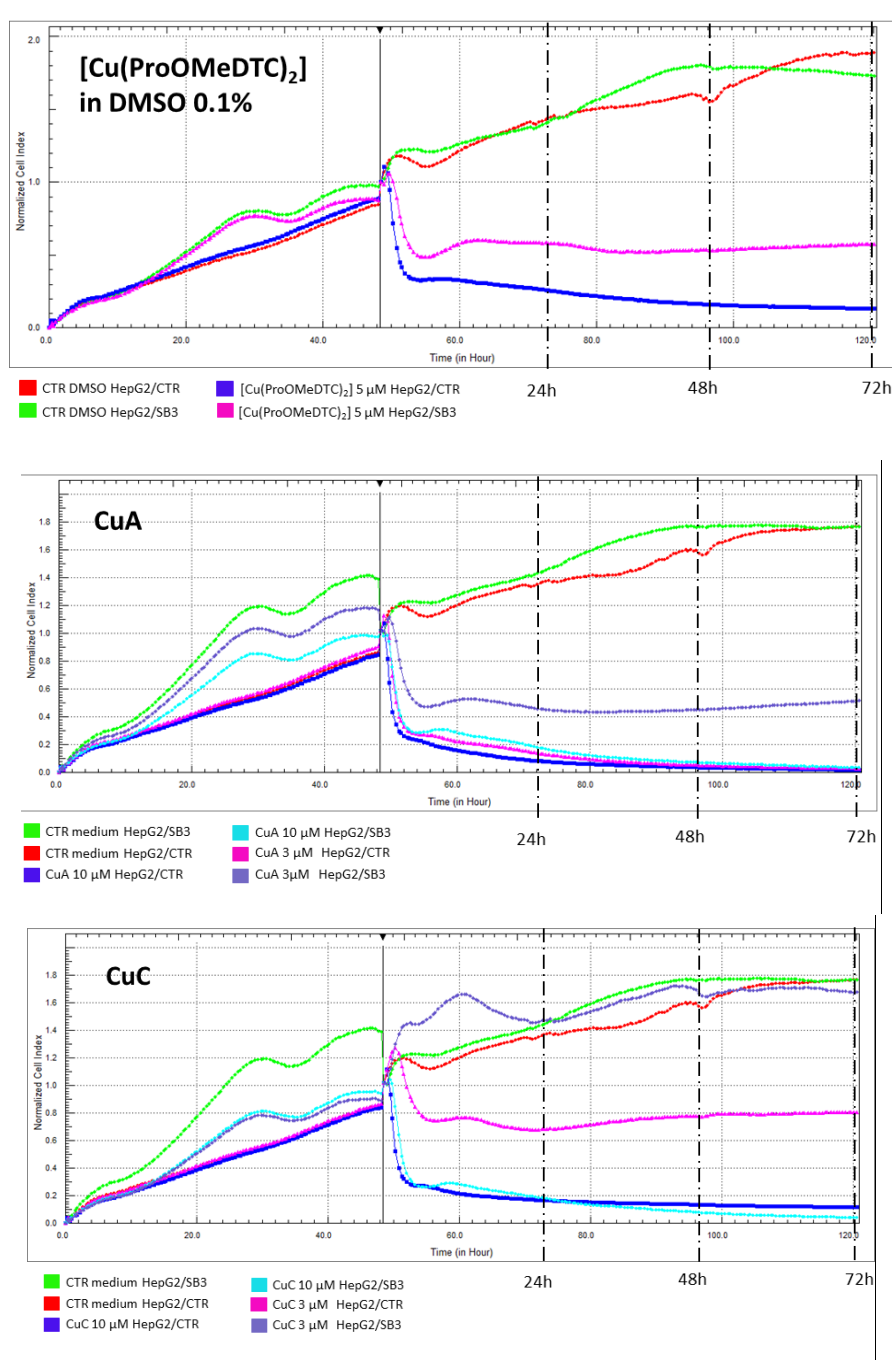 [Cu(ProOMeDTC)₂]
in DMSO 0.1%
Normalized Cell Index
2.0
1.0
0.0
0.0 20.0 40.0 60.0 80.0 100.0 120.0
Time (in Hour)
CTR DMSO HepG2/CTR [Cu(ProOMeDTC)₂] 5 µM HepG2/CTR
CTR DMSO HepG2/SB3 [Cu(ProOMeDTC)₂] 5 µM HepG2/SB3
24h 48h 72h
CuA
Normalized Cell Index
1.8
1.6
1.4
1.2
1.0
0.8
0.6
0.4
0.2
0.0
0.0 20.0 40.0 60.0 80.0 100.0 120.0
Time (in Hour)
CTR medium HepG2/SB3 CuA 10 µM HepG2/SB3
CTR medium HepG2/CTR CuA 3 µM HepG2/CTR
CuA 10 µM HepG2/CTR CuA 3µM HepG2/SB3
24h 48h 72h
CuC
Normalized Cell Index
1.8
1.6
1.4
1.2
1.0
0.8
0.6
0.4
0.2
0.0
0.0 20.0 40.0 60.0 80.0 100.0 120.0
Time (in Hour)
CTR medium HepG2/SB3 CuC 10 µM HepG2/SB3
CTR medium HepG2/CTR CuC 3 µM HepG2/CTR
CuC 10 µM HepG2/CTR CuC 3 µM HepG2/SB3
24h 48h 72h